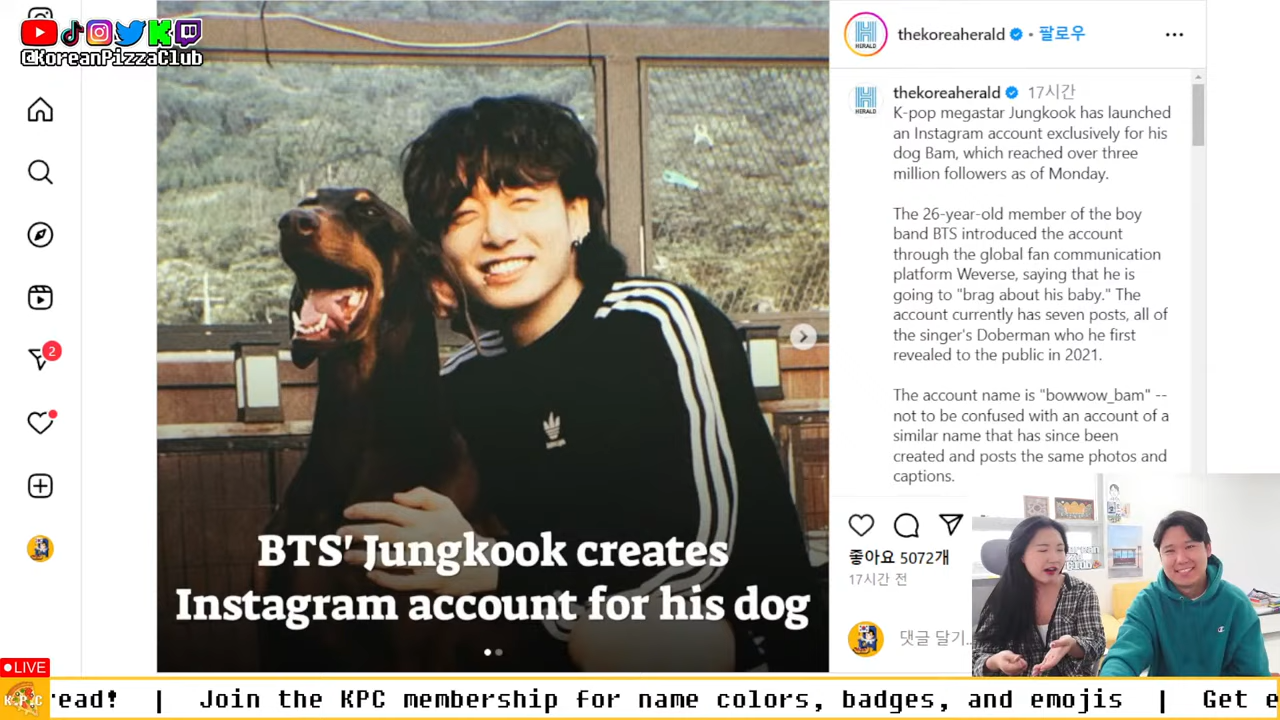 @KoreanPizzaClub
2
HERALD
thekoreaherald • 팔로우
HERALD
thekoreaherald 17시간
K-pop megastar Jungkook has launched
an Instagram account exclusively for his
dog Bam, which reached over three
million followers as of Monday.
The 26-year-old member of the boy
band BTS introduced the account
through the global fan communication
platform Weverse, saying that he is
going to "brag about his baby." The
account currently has seven posts, all of
the singer's Doberman who he first
revealed to the public in 2021.
The account name is "bowwow_bam" --
not to be confused with an account of a
similar name that has since been
created and posts the same photos and
captions.
BTS' Jungkook creates
Instagram account for his dog
좋아요 5072개
17시간 전
댓글 달기...
LIVE
K.P.C
read! | Join the KPC membership for name colors, badges, and emojis | Get e